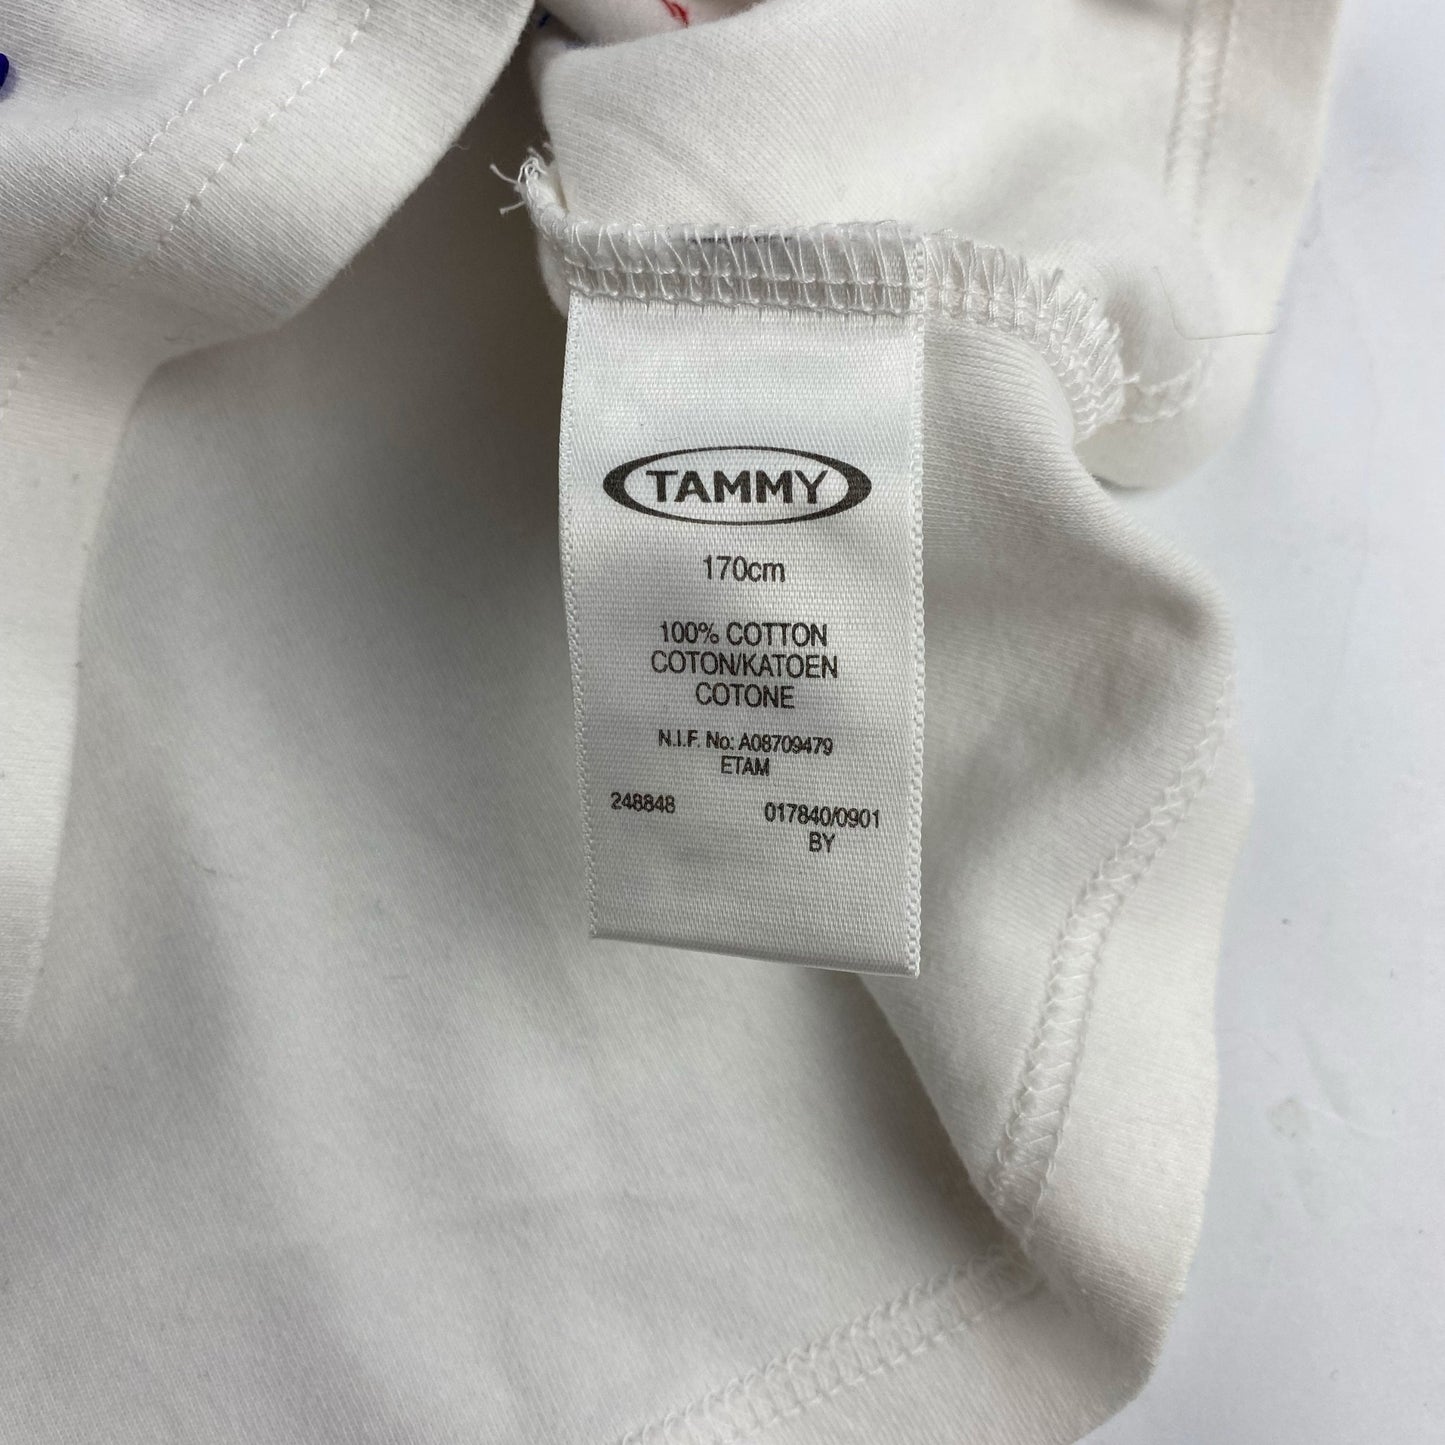 TAMMY
170cm
100% COTTON
COTON/KATOEN
COTONE
N.I.F. No: A08709479
ETAM
248848 017840/0901
BY